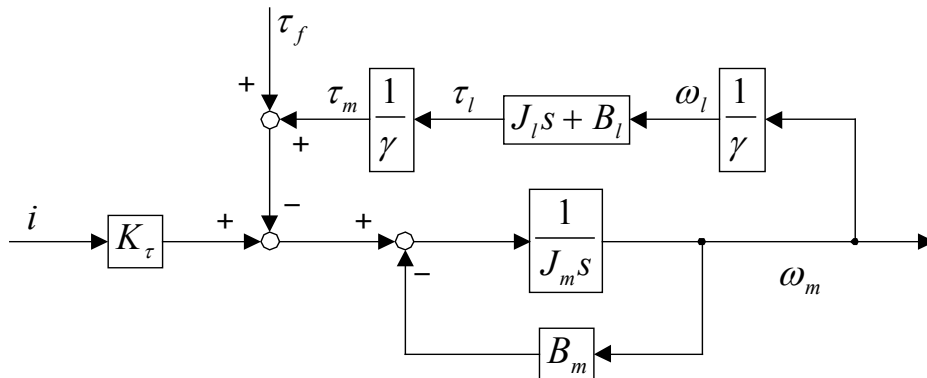 τ_f
+
τ_m 1/γ τ_l J_l s + B_l ω_l 1/γ
+
−
i K_τ + + 1/(J_m s)
−
ω_m
B_m